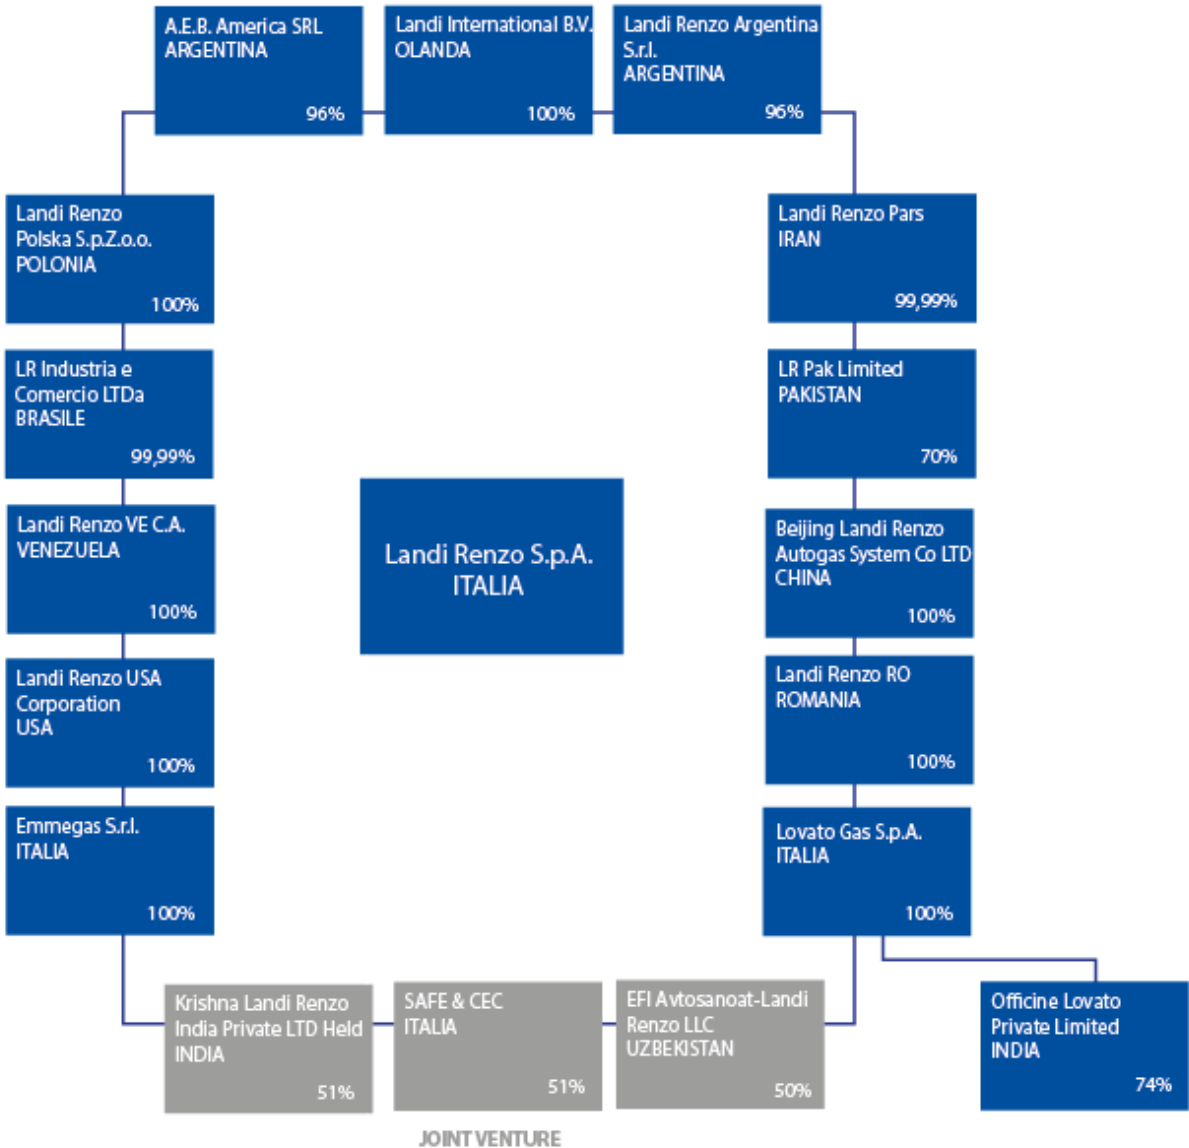 A.E.B. America SRL
ARGENTINA
96%
Landi International B.V.
OLANDA
100%
Landi Renzo Argentina
S.r.l.
ARGENTINA
96%
Landi Renzo
Polska S.p.Z.o.o.
POLONIA
100%
Landi Renzo Pars
IRAN
99,99%
LR Industria e
Comercio LTDa
BRASILE
99,99%
LR Pak Limited
PAKISTAN
70%
Landi Renzo S.p.A.
ITALIA
Landi Renzo VE C.A.
VENEZUELA
100%
Beijing Landi Renzo
Autogas System Co LTD
CHINA
100%
Landi Renzo USA
Corporation
USA
100%
Landi Renzo RO
ROMANIA
100%
Emmegas S.r.l.
ITALIA
100%
Lovato Gas S.p.A.
ITALIA
100%
Krishna Landi Renzo
India Private LTD Held
INDIA
51%
SAFE & CEC
ITALIA
51%
EFI Avtosanoat-Landi
Renzo LLC
UZBEKISTAN
50%
Officine Lovato
Private Limited
INDIA
74%
JOINT VENTURE